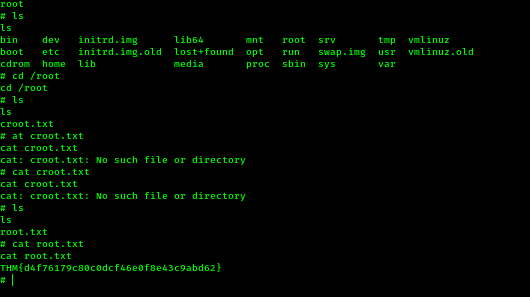 root
# ls
ls
bin    dev   initrd.img      lib64       mnt   root  srv       tmp  vmlinuz
boot   etc   initrd.img.old  lost+found  opt   run   swap.img  usr  vmlinuz.old
cdrom  home  lib             media       proc  sbin  sys       var
# cd /root
cd /root
# ls
ls
croot.txt
# at croot.txt
cat croot.txt
cat: croot.txt: No such file or directory
# cat croot.txt
cat croot.txt
cat: croot.txt: No such file or directory
# ls
ls
root.txt
# cat root.txt
cat root.txt
THM{d4f76179c80c0dcf46e0f8e43c9abd62}
#